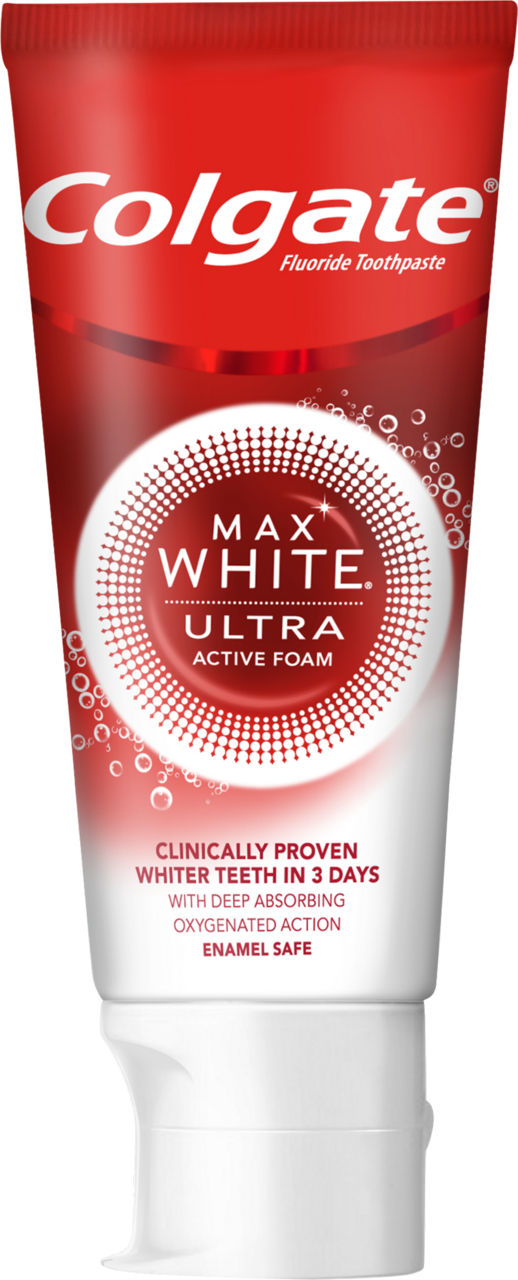 Colgate®
Fluoride Toothpaste
MAX
WHITE®
ULTRA
ACTIVE FOAM
CLINICALLY PROVEN
WHITER TEETH IN 3 DAYS
WITH DEEP ABSORBING
OXYGENATED ACTION
ENAMEL SAFE